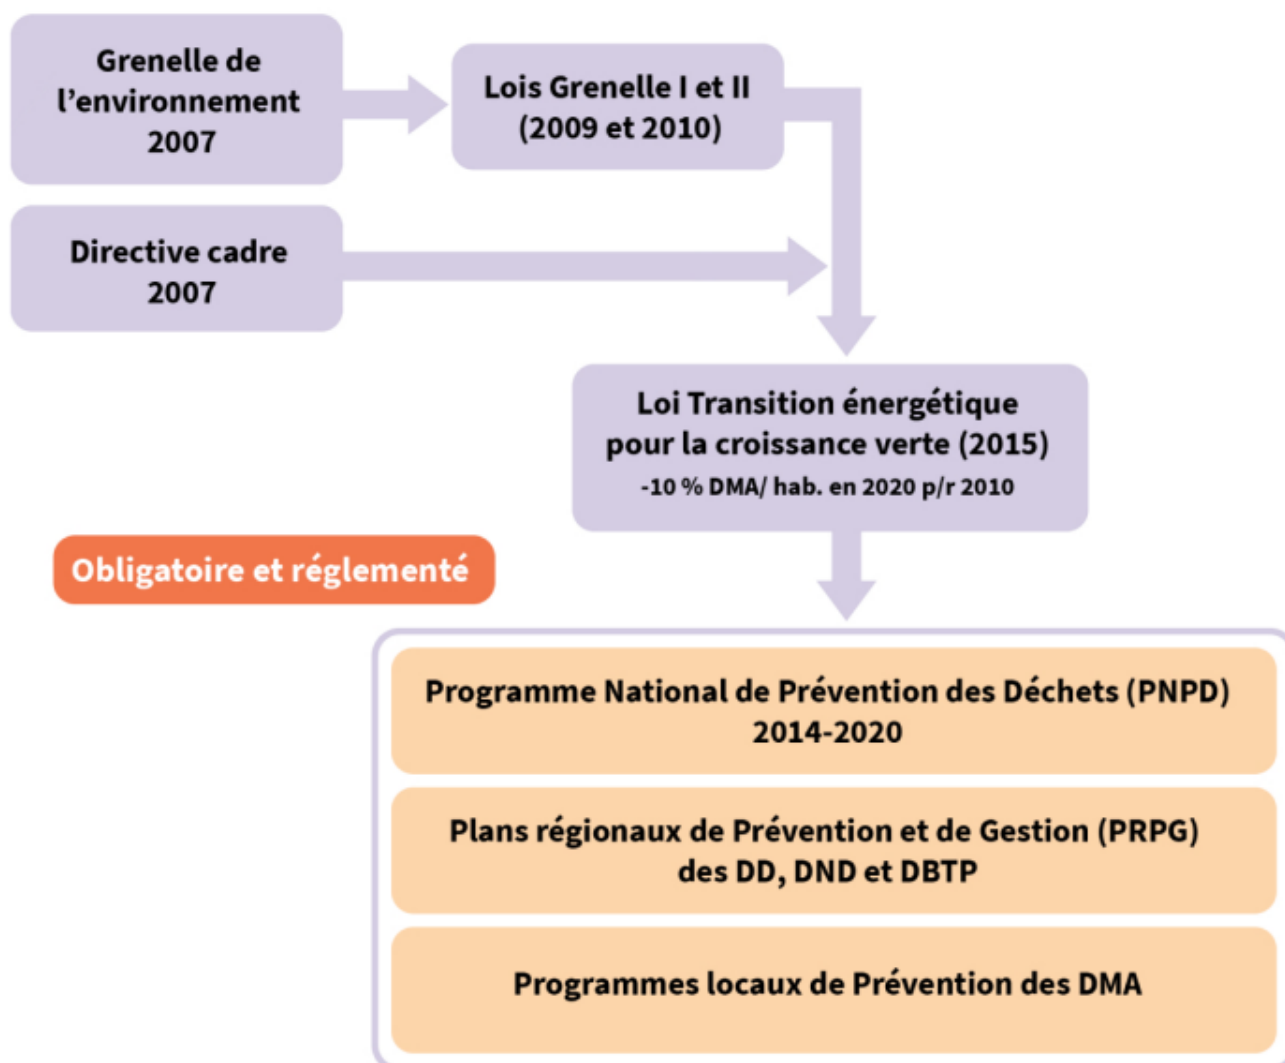 Grenelle de
l’environnement
2007
Lois Grenelle I et II
(2009 et 2010)
Directive cadre
2007
Loi Transition énergétique
pour la croissance verte (2015)
-10 % DMA/ hab. en 2020 p/r 2010
Obligatoire et réglementé
Programme National de Prévention des Déchets (PNPD)
2014-2020
Plans régionaux de Prévention et de Gestion (PRPG)
des DD, DND et DBTP
Programmes locaux de Prévention des DMA